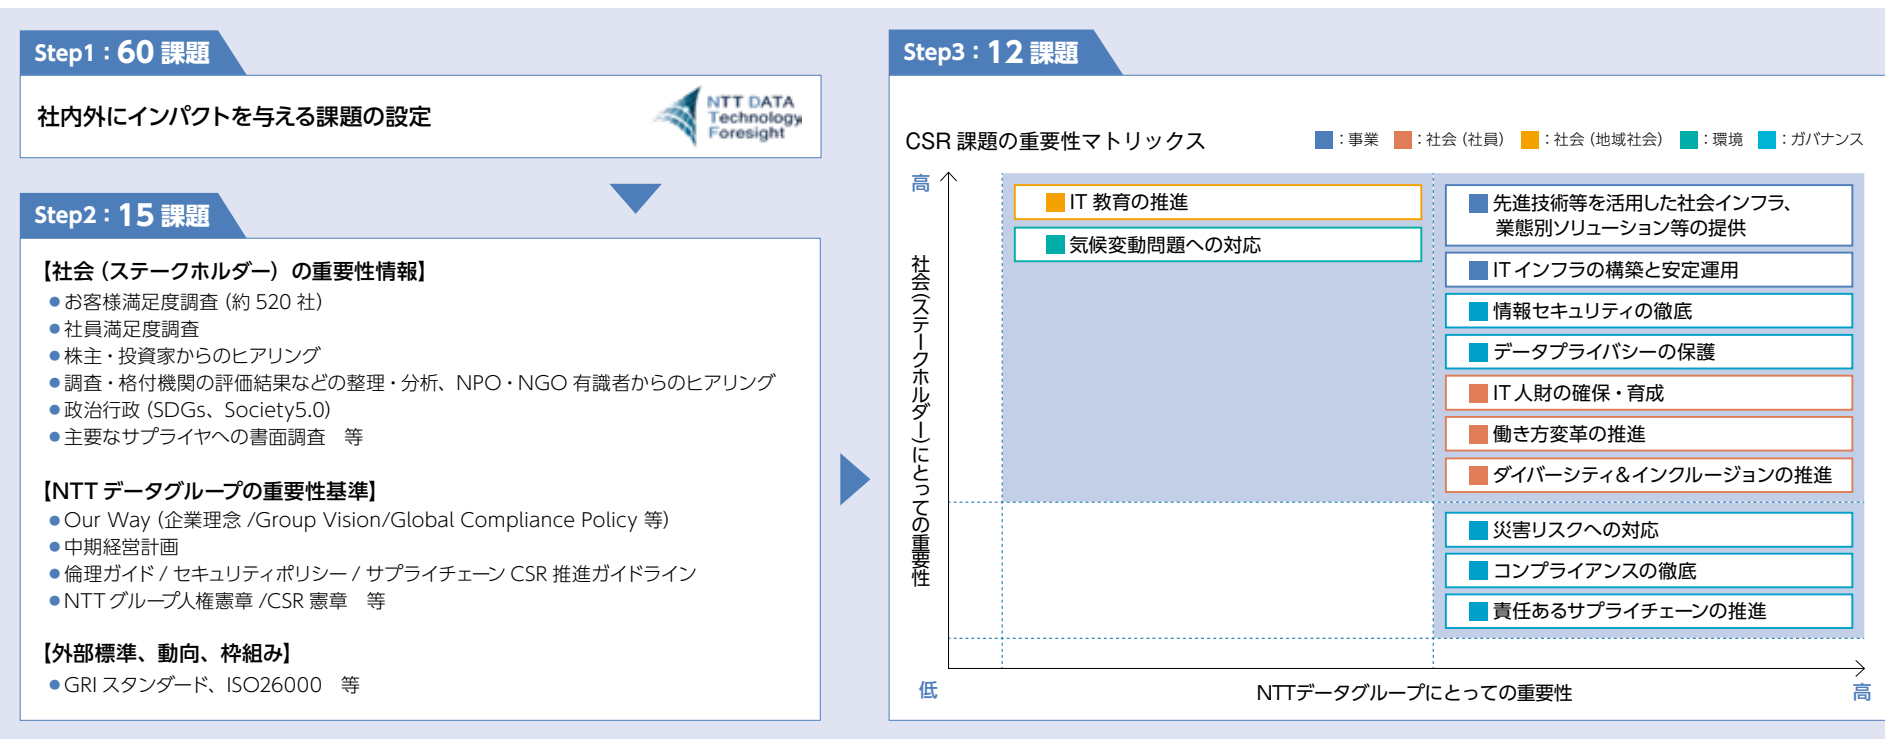 Step1：60 課題
社内外にインパクトを与える課題の設定
NTT DATA
Technology
Foresight
Step2：15 課題
【社会（ステークホルダー）の重要性情報】
●お客様満足度調査（約 520 社）
●社員満足度調査
●株主・投資家からのヒアリング
●調査・格付機関の評価結果などの整理・分析、NPO・NGO 有識者からのヒアリング
●政治行政（SDGs、Society5.0）
●主要なサプライヤへの書面調査　等
【NTT データグループの重要性基準】
●Our Way（企業理念 /Group Vision/Global Compliance Policy 等）
●中期経営計画
●倫理ガイド / セキュリティポリシー / サプライチェーン CSR 推進ガイドライン
●NTT グループ人権憲章 /CSR 憲章　等
【外部標準、動向、枠組み】
●GRI スタンダード、ISO26000　等
Step3：12 課題
CSR 課題の重要性マトリックス
■：事業 ■：社会（社員） ■：社会（地域社会） ■：環境 ■：ガバナンス
高
社会（ステークホルダー）にとっての重要性
■IT 教育の推進
■気候変動問題への対応
■先進技術等を活用した社会インフラ、
業態別ソリューション等の提供
■IT インフラの構築と安定運用
■情報セキュリティの徹底
■データプライバシーの保護
■IT 人財の確保・育成
■働き方変革の推進
■ダイバーシティ＆インクルージョンの推進
■災害リスクへの対応
■コンプライアンスの徹底
■責任あるサプライチェーンの推進
低
NTTデータグループにとっての重要性
高